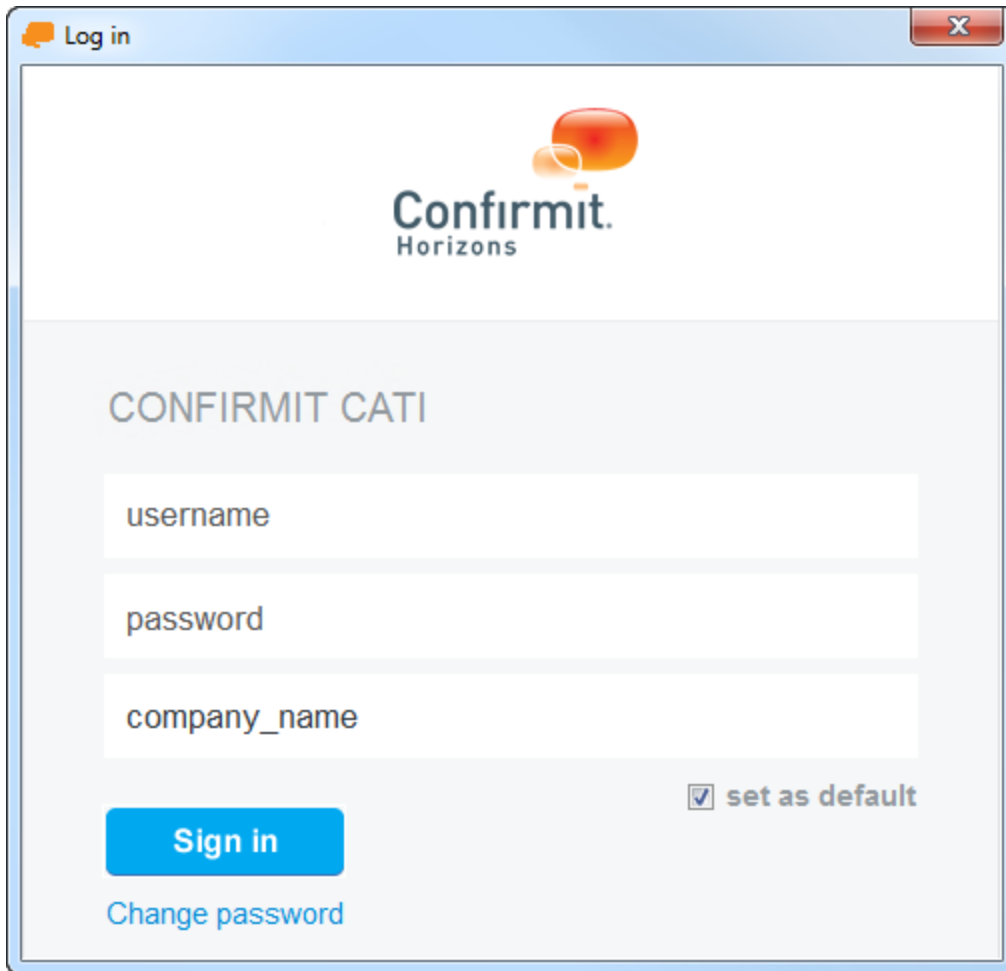 Log in
Confirmit.
Horizons
CONFIRMIT CATI
username
password
company_name
set as default
Sign in
Change password